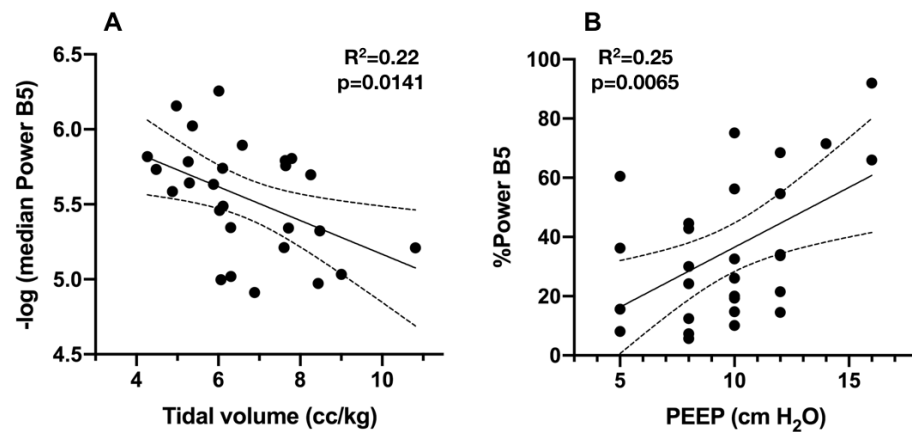 A
R²=0.22
p=0.0141
-log (median Power B5)
6.5
6.0
5.5
5.0
4.5
4
6
8
10
Tidal volume (cc/kg)
B
R²=0.25
p=0.0065
%Power B5
100
80
60
40
20
0
5
10
15
PEEP (cm H₂O)